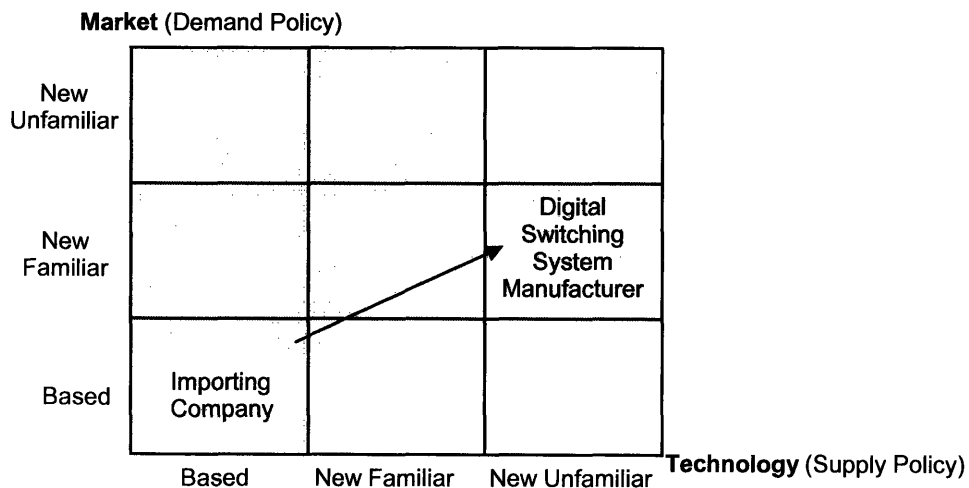 Market (Demand Policy)
New
Unfamiliar
New
Familiar
Digital
Switching
System
Manufacturer
Based
Importing
Company
Based
New Familiar
New Unfamiliar
Technology (Supply Policy)